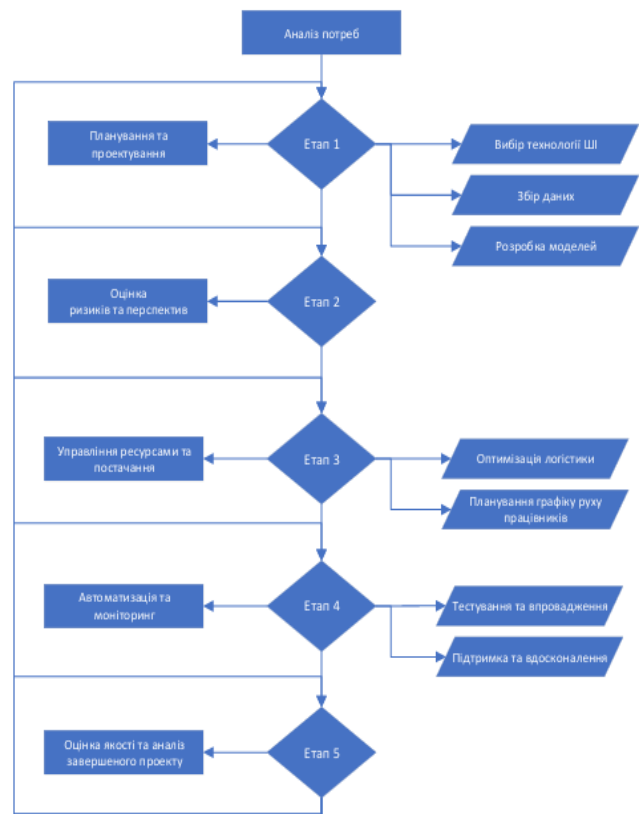 Аналіз потреб
Планування та
проектування
Етап 1
Вибір технології ШІ
Збір даних
Розробка моделей
Оцінка
ризиків та перспектив
Етап 2
Управління ресурсами та
постачання
Етап 3
Оптимізація логістики
Планування графіку руху
працівників
Автоматизація та
моніторинг
Етап 4
Тестування та впровадження
Підтримка та вдосконалення
Оцінка якості та аналіз
завершеного проекту
Етап 5